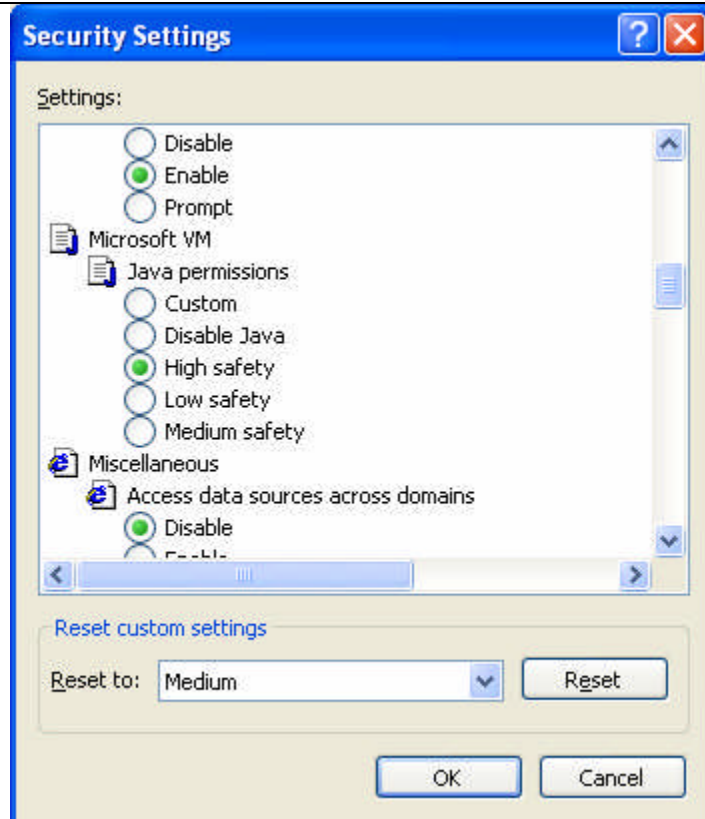 Security Settings
Settings:
Disable
Enable
Prompt
Microsoft VM
Java permissions
Custom
Disable Java
High safety
Low safety
Medium safety
Miscellaneous
Access data sources across domains
Disable
Enable
Reset custom settings
Reset to: Medium Reset
OK Cancel